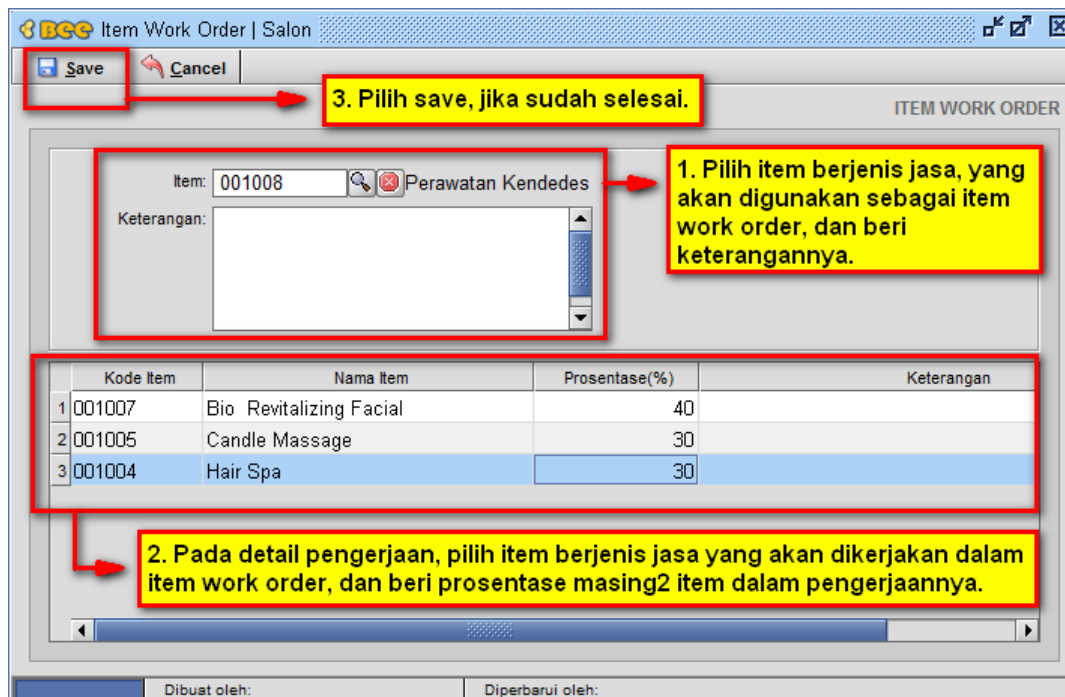 Bee Item Work Order | Salon
Save Cancel
3. Pilih save, jika sudah selesai.
ITEM WORK ORDER
Item: 001008 Perawatan Kendedes
Keterangan:
1. Pilih item berjenis jasa, yang
akan digunakan sebagai item
work order, dan beri
keterangannya.
Kode Item Nama Item Prosentase(%) Keterangan
1 001007 Bio Revitalizing Facial 40
2 001005 Candle Massage 30
3 001004 Hair Spa 30
2. Pada detail pengerjaan, pilih item berjenis jasa yang akan dikerjakan dalam
item work order, dan beri prosentase masing2 item dalam pengerjaannya.
Dibuat oleh: Diperbarui oleh: